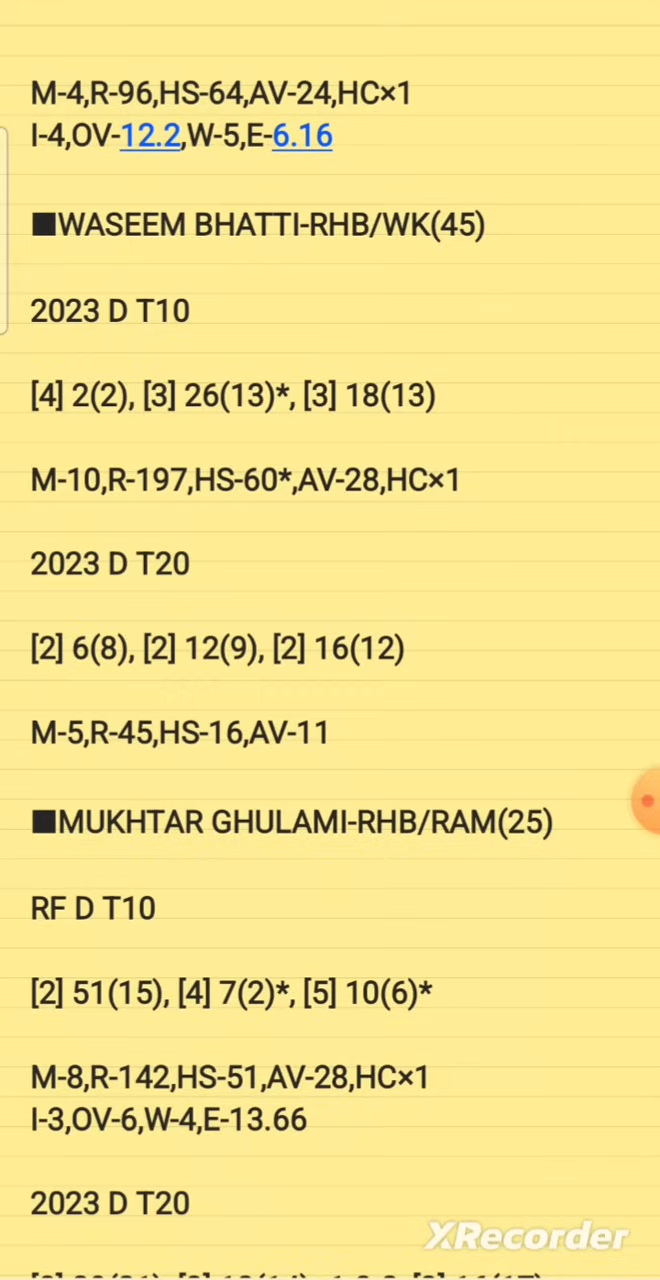 M-4,R-96,HS-64,AV-24,HC×1
I-4,OV-12.2,W-5,E-6.16
■WASEEM BHATTI-RHB/WK(45)
2023 D T10
[4] 2(2), [3] 26(13)*, [3] 18(13)
M-10,R-197,HS-60*,AV-28,HC×1
2023 D T20
[2] 6(8), [2] 12(9), [2] 16(12)
M-5,R-45,HS-16,AV-11
■MUKHTAR GHULAMI-RHB/RAM(25)
RF D T10
[2] 51(15), [4] 7(2)*, [5] 10(6)*
M-8,R-142,HS-51,AV-28,HC×1
I-3,OV-6,W-4,E-13.66
2023 D T20
XRecorder